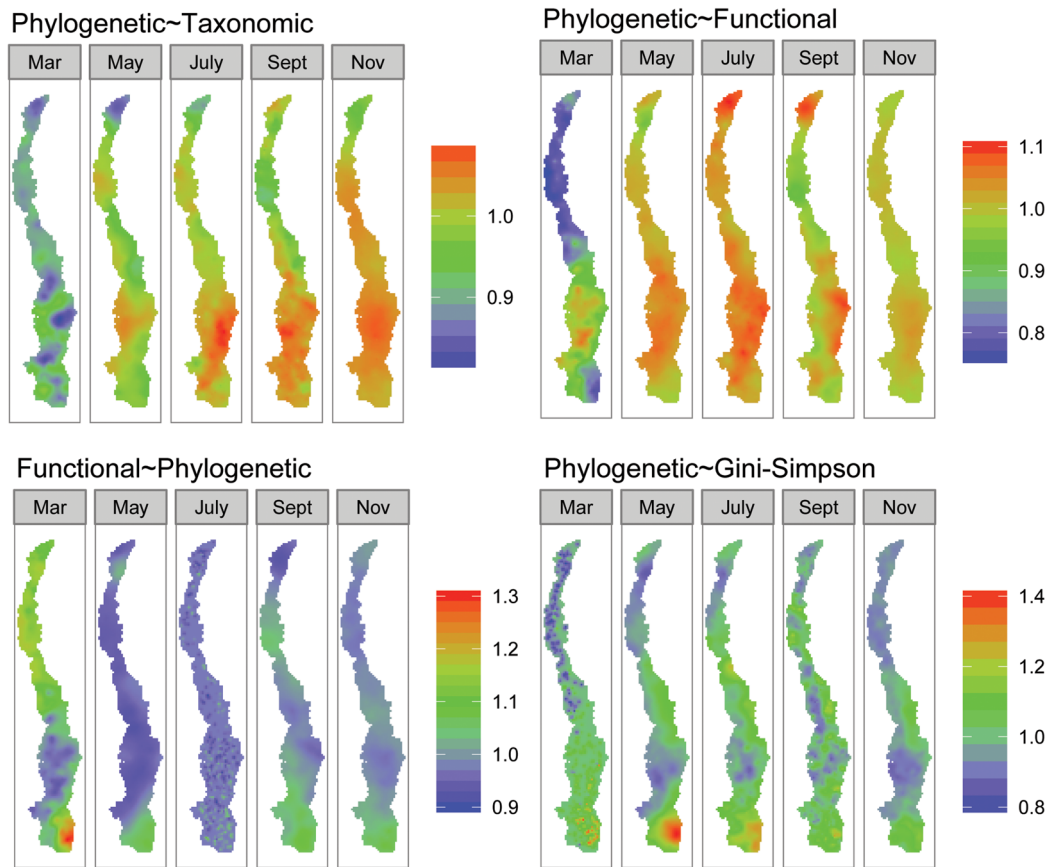 Phylogenetic~Taxonomic
Mar May July Sept Nov
1.0
0.9
Phylogenetic~Functional
Mar May July Sept Nov
1.1
1.0
0.9
0.8
Functional~Phylogenetic
Mar May July Sept Nov
1.3
1.2
1.1
1.0
0.9
Phylogenetic~Gini-Simpson
Mar May July Sept Nov
1.4
1.2
1.0
0.8